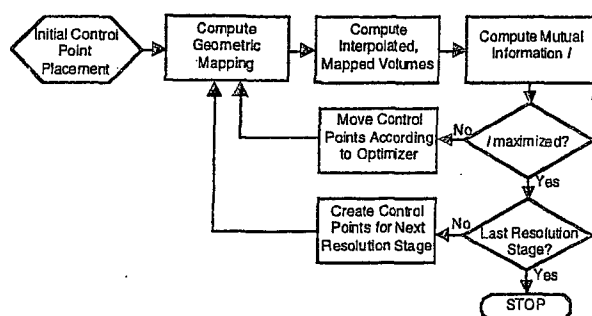 Initial Control
Point
Placement
Compute
Geometric
Mapping
Compute
Interpolated,
Mapped Volumes
Compute Mutual
Information I
Move Control
Points According
to Optimizer
No
I maximized?
Yes
Create Control
Points for Next
Resolution Stage
No
Last Resolution
Stage?
Yes
STOP